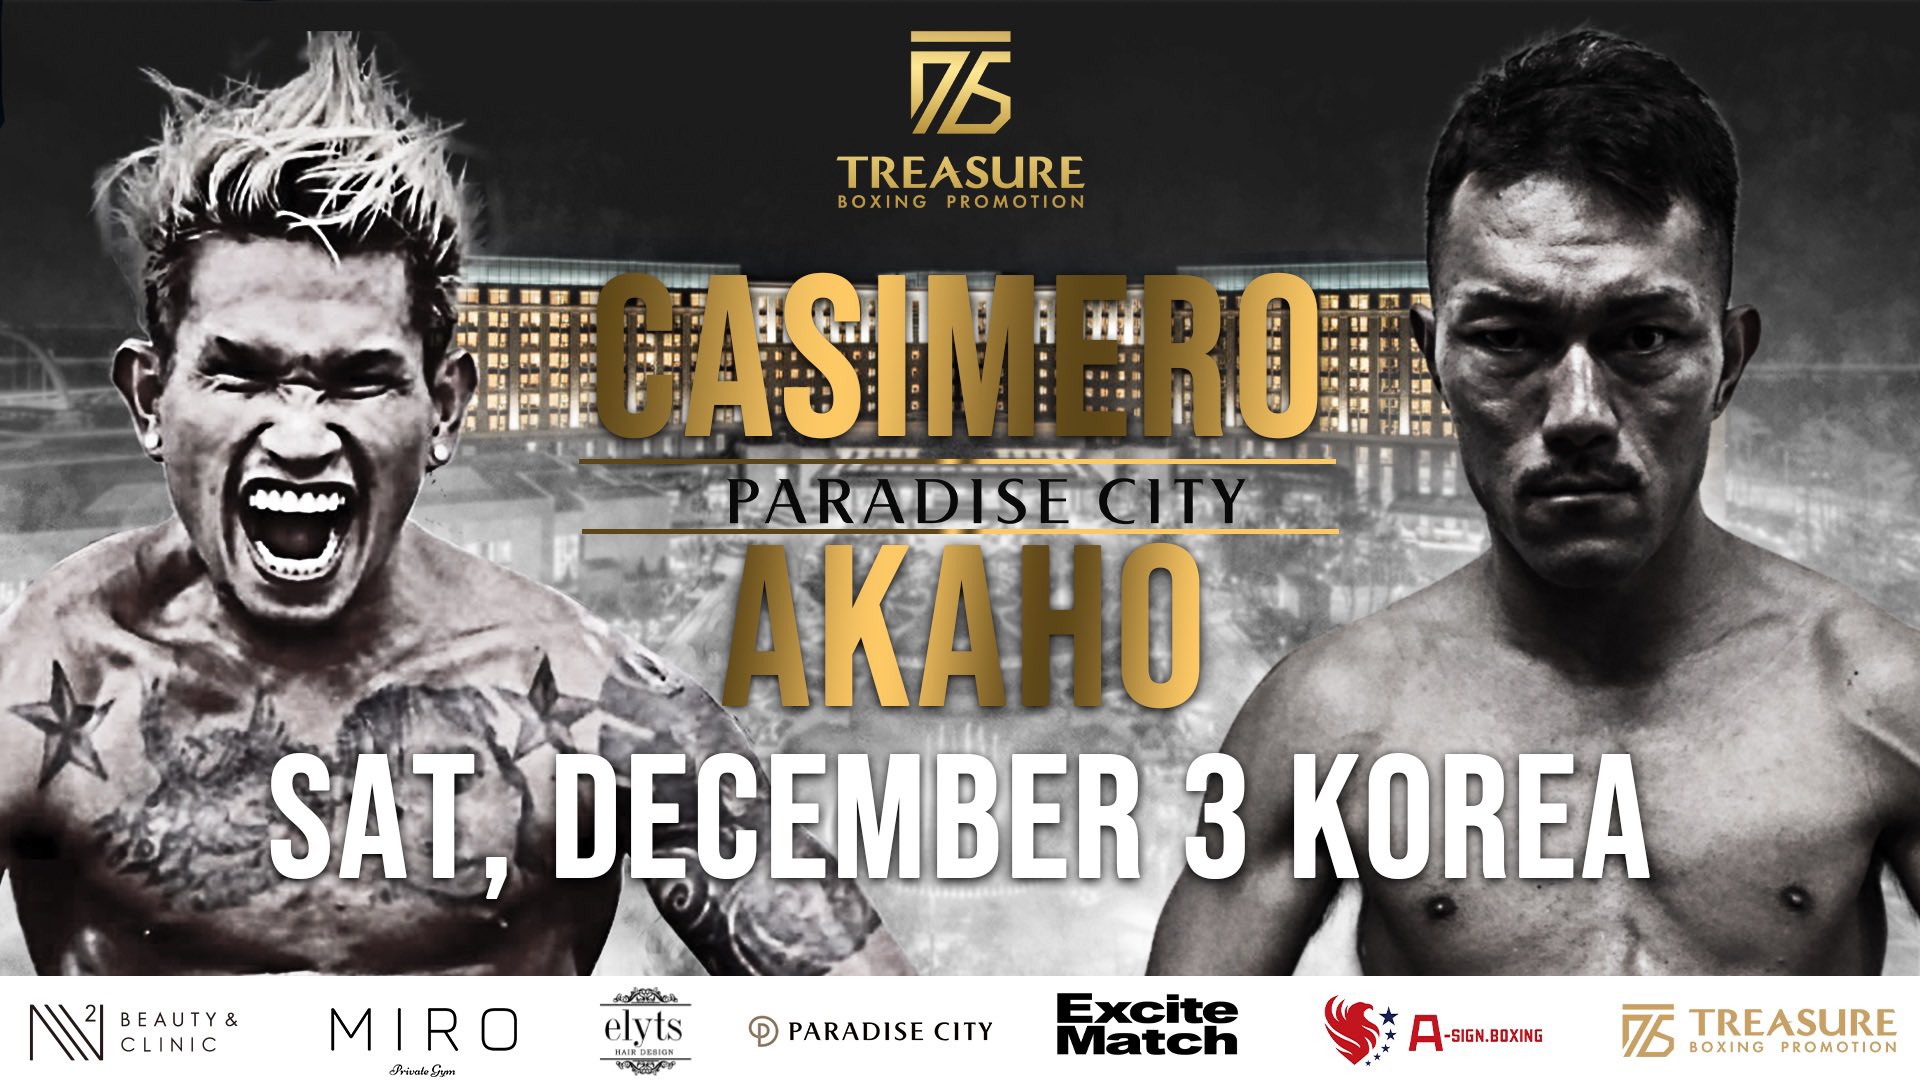 TREASURE
BOXING PROMOTION
CASIMERO
PARADISE CITY
AKAHO
SAT, DECEMBER 3 KOREA
N2 BEAUTY &
CLINIC
MIRO
Private Gym
elyts
HAIR DESIGN
PARADISE CITY
Excite
Match
A-SIGN.BOXING
TREASURE
BOXING PROMOTION